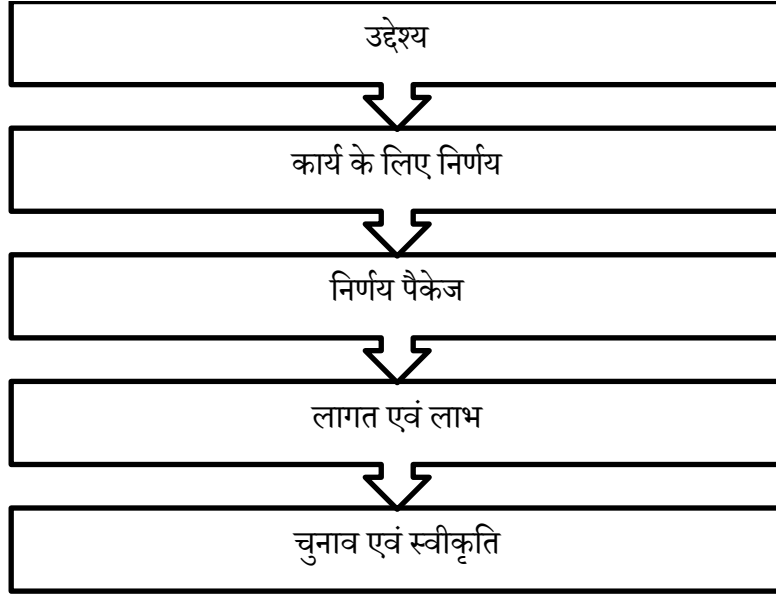 उद्देश्य
कार्य के लिए निर्णय
निर्णय पैकेज
लागत एवं लाभ
चुनाव एवं स्वीकृति